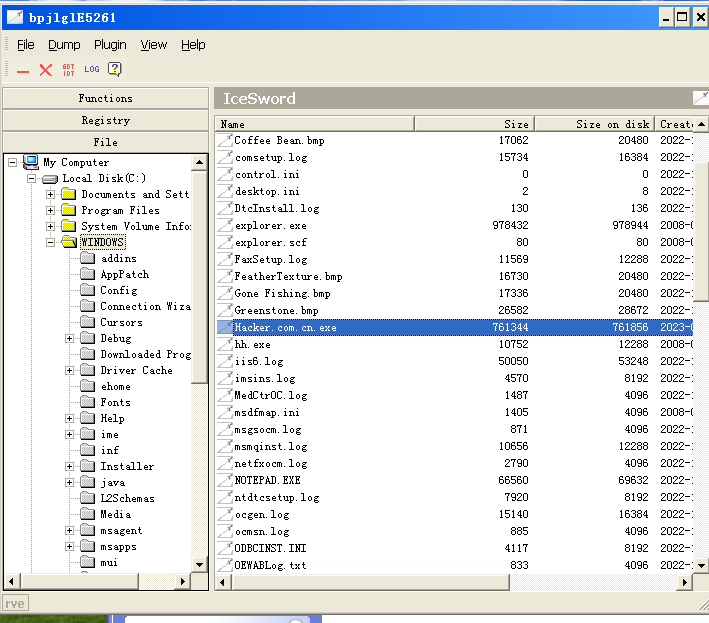 bpjlglE5261
File Dump Plugin View Help
GDT IDT LOG ?
Functions
Registry
File
My Computer
Local Disk(C:)
Documents and Sett
Program Files
System Volume Info
WINDOWS
addins
AppPatch
Config
Connection Wiza
Cursors
Debug
Downloaded Prog
Driver Cache
ehome
Fonts
Help
ime
inf
Installer
java
L2Schemas
Media
msagent
msapps
mui
IceSword
Name Size Size on disk Creat
Coffee Bean.bmp 17062 20480 2022-1
comsetup.log 15734 16384 2022-1
control.ini 0 0 2022-1
desktop.ini 2 8 2022-1
DtcInstall.log 130 136 2022-1
explorer.exe 978432 978944 2008-0
explorer.scf 80 80 2008-0
FaxSetup.log 11569 12288 2022-1
FeatherTexture.bmp 16730 20480 2022-1
Gone Fishing.bmp 17336 20480 2022-1
Greenstone.bmp 26582 28672 2022-1
Hacker.com.cn.exe 761344 761856 2023-0
hh.exe 10752 12288 2008-0
iis6.log 50050 53248 2022-1
imsins.log 4570 8192 2022-1
MedCtrOC.log 1487 4096 2022-1
msdfmap.ini 1405 4096 2008-0
msgsocm.log 871 4096 2022-1
msmqinst.log 10656 12288 2022-1
netfxocm.log 2790 4096 2022-1
NOTEPAD.EXE 66560 69632 2022-1
ntdtcsetup.log 7920 8192 2022-1
ocgen.log 15140 16384 2022-1
ocmsn.log 885 4096 2022-1
ODBCINST.INI 4117 8192 2022-1
OEWABLog.txt 833 4096 2022-1
rve